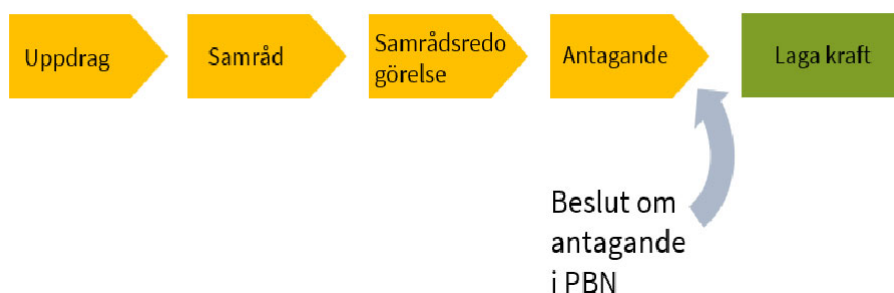 Uppdrag
Samråd
Samrådsredo
görelse
Antagande
Laga kraft
Beslut om
antagande
i PBN